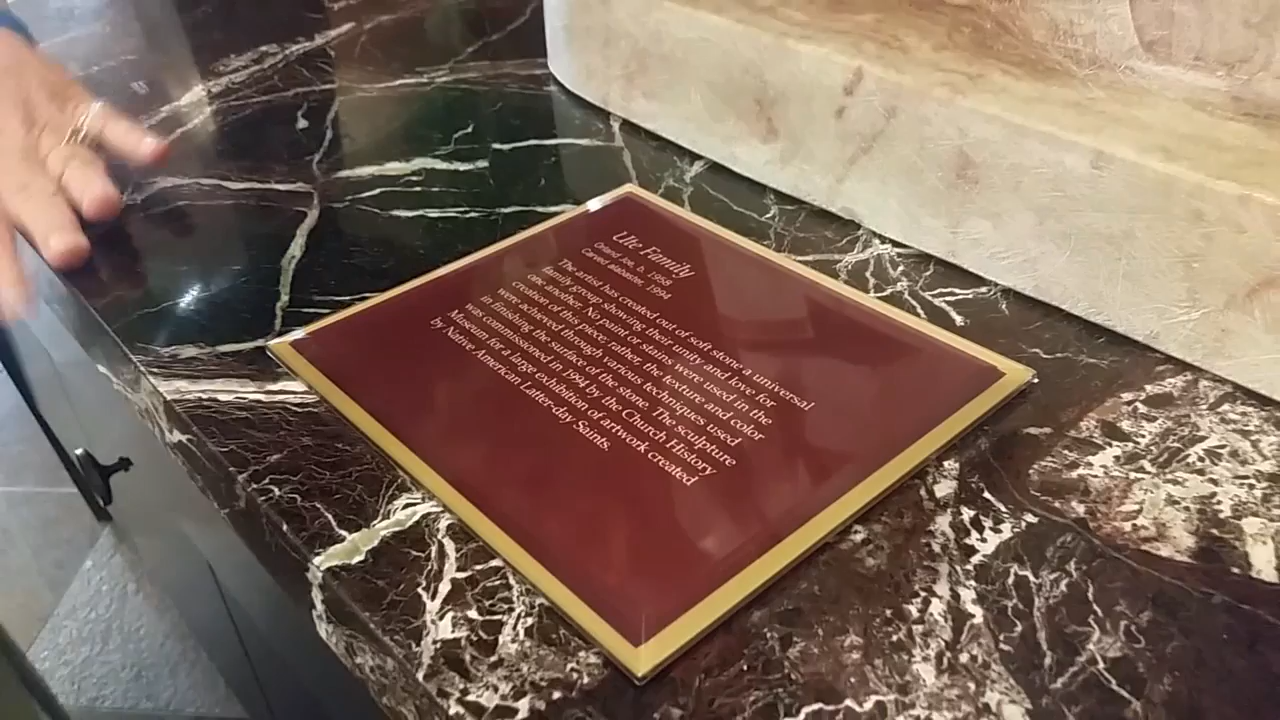 Ute Family
Orland Joe, b. 1958
Carved alabaster, 1994
The artist has created out of soft stone a universal
family group showing their unity and love for
one another. No paint or stains were used in the
creation of this piece; rather, the texture and color
were achieved through various techniques used
in finishing the surface of the stone. The sculpture
was commissioned in 1994 by the Church History
Museum for a large exhibition of artwork created
by Native American Latter-day Saints.